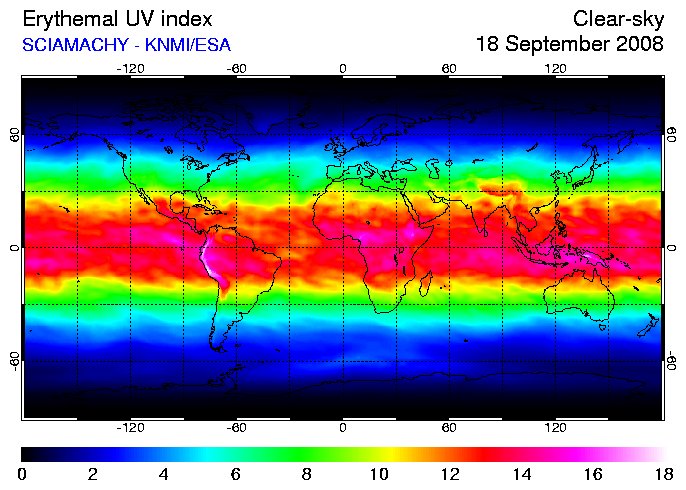 Erythemal UV index
Clear-sky
SCIAMACHY - KNMI/ESA
18 September 2008
-120 -60 0 60 120
60 60
0 0
-60 -60
-120 -60 0 60 120
0 2 4 6 8 10 12 14 16 18